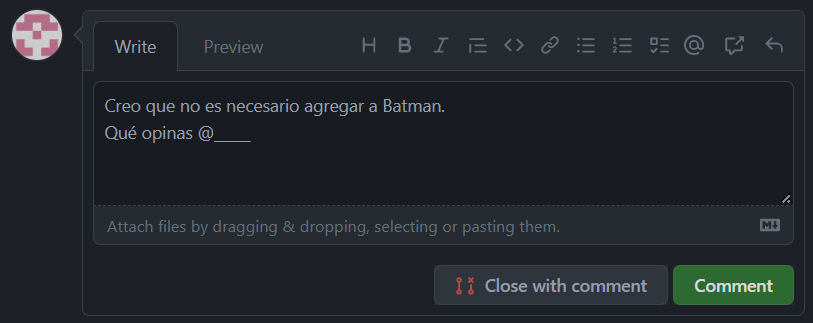 Write Preview H B I @
Creo que no es necesario agregar a Batman.
Qué opinas @_____
Attach files by dragging & dropping, selecting or pasting them. M↓
Close with comment Comment